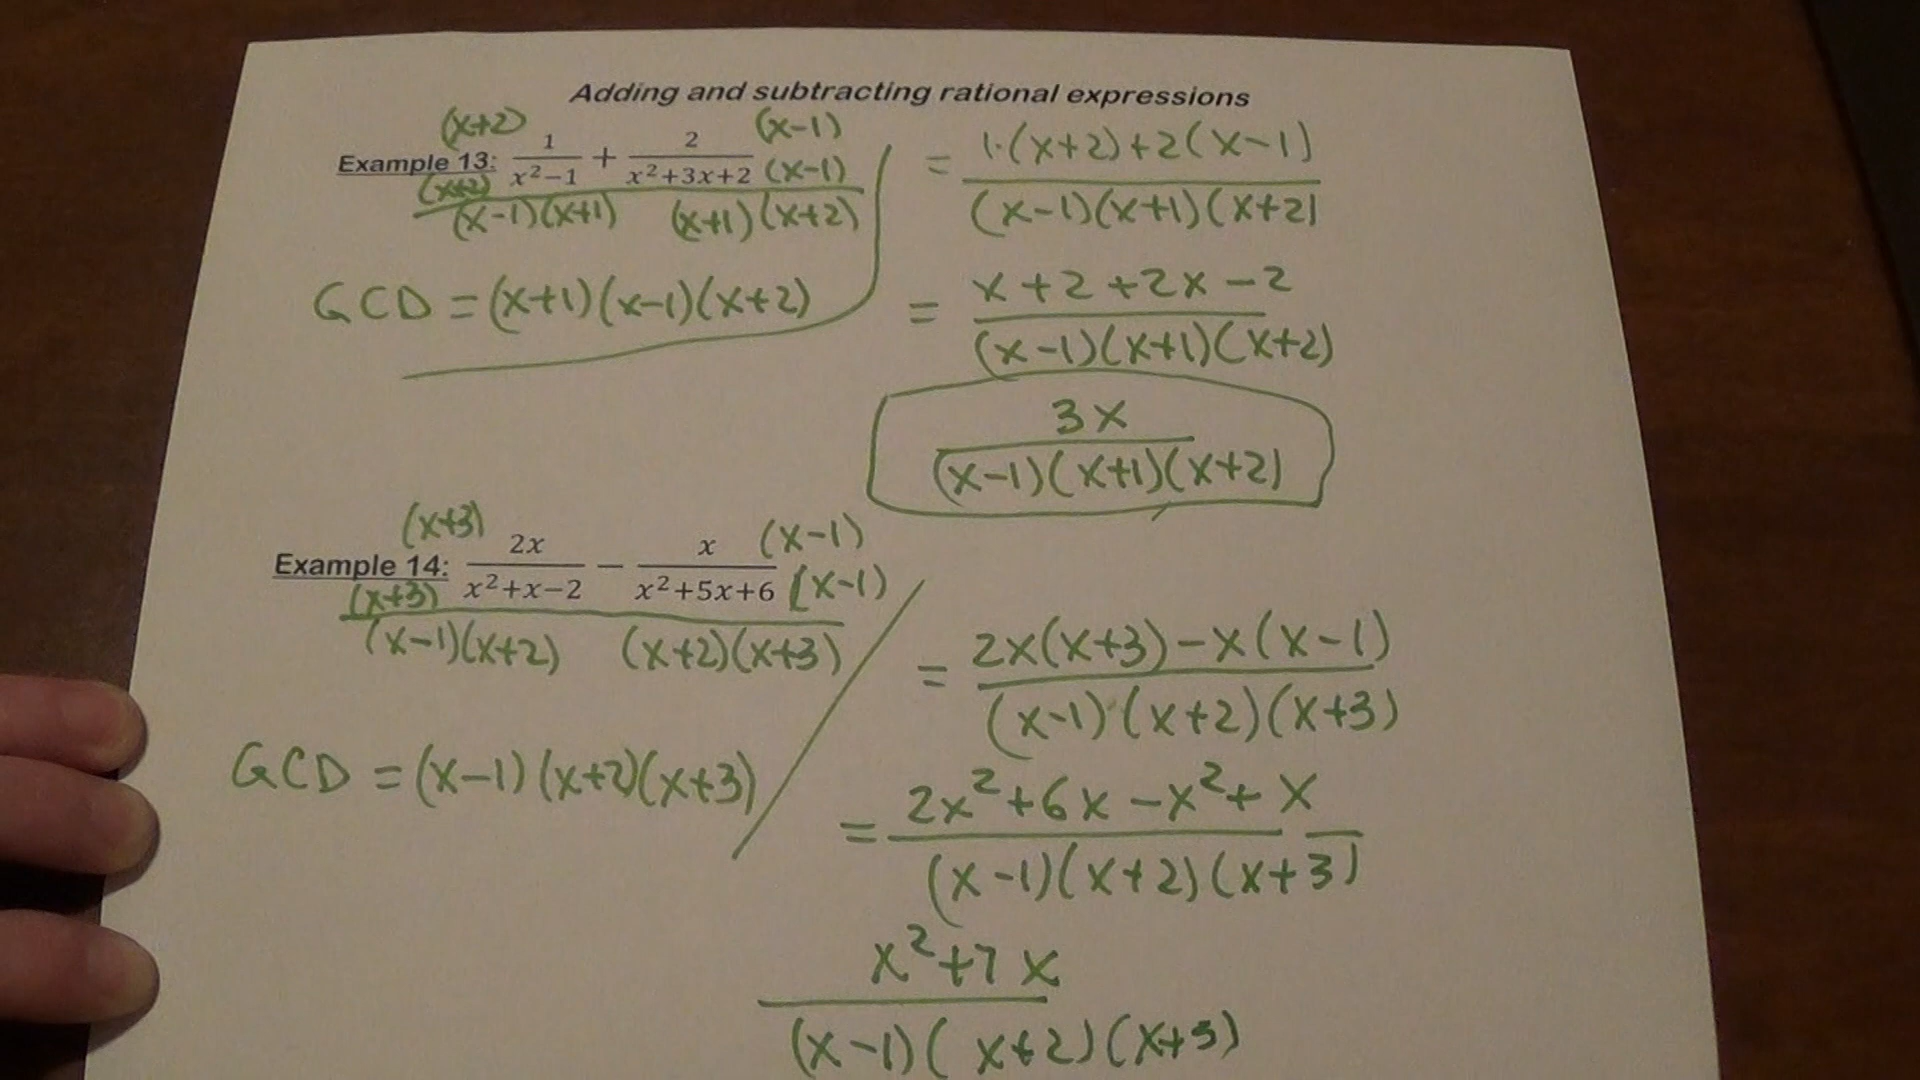 Adding and subtracting rational expressions
(x+2) (x-1)
Example 13: 1/(x²-1) + 2/(x²+3x+2) (x-1)
(x+2) (x-1)(x+1) (x+1)(x+2)
GCD = (x+1)(x-1)(x+2)
= (1·(x+2)+2(x-1))/((x-1)(x+1)(x+2)
= (x+2+2x-2)/((x-1)(x+1)(x+2))
3x/((x-1)(x+1)(x+2))
(x+3) (x-1)
Example 14: 2x/(x²+x-2) − x/(x²+5x+6) (x-1)
(x+3) (x-1)(x+2) (x+2)(x+3)
GCD = (x-1)(x+2)(x+3)
= (2x(x+3)-x(x-1))/((x-1)(x+2)(x+3))
= (2x²+6x-x²+x)/((x-1)(x+2)(x+3))
(x²+7x)/((x-1)(x+2)(x+3))